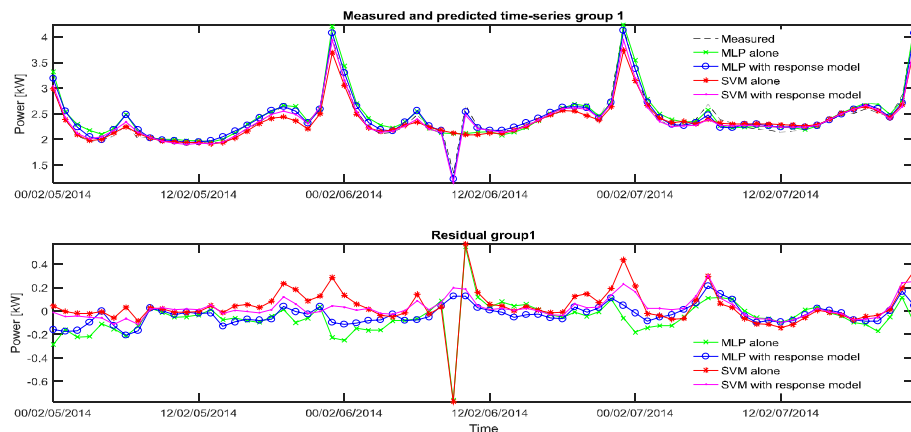 Measured and predicted time-series group 1
Power [kW]
4
3.5
3
2.5
2
1.5
Measured
MLP alone
MLP with response model
SVM alone
SVM with response model
00/02/05/2014
12/02/05/2014
00/02/06/2014
12/02/06/2014
00/02/07/2014
12/02/07/2014
Residual group1
Power [kW]
0.4
0.2
0
-0.2
-0.4
-0.6
MLP alone
MLP with response model
SVM alone
SVM with response model
00/02/05/2014
12/02/05/2014
00/02/06/2014
12/02/06/2014
00/02/07/2014
12/02/07/2014
Time